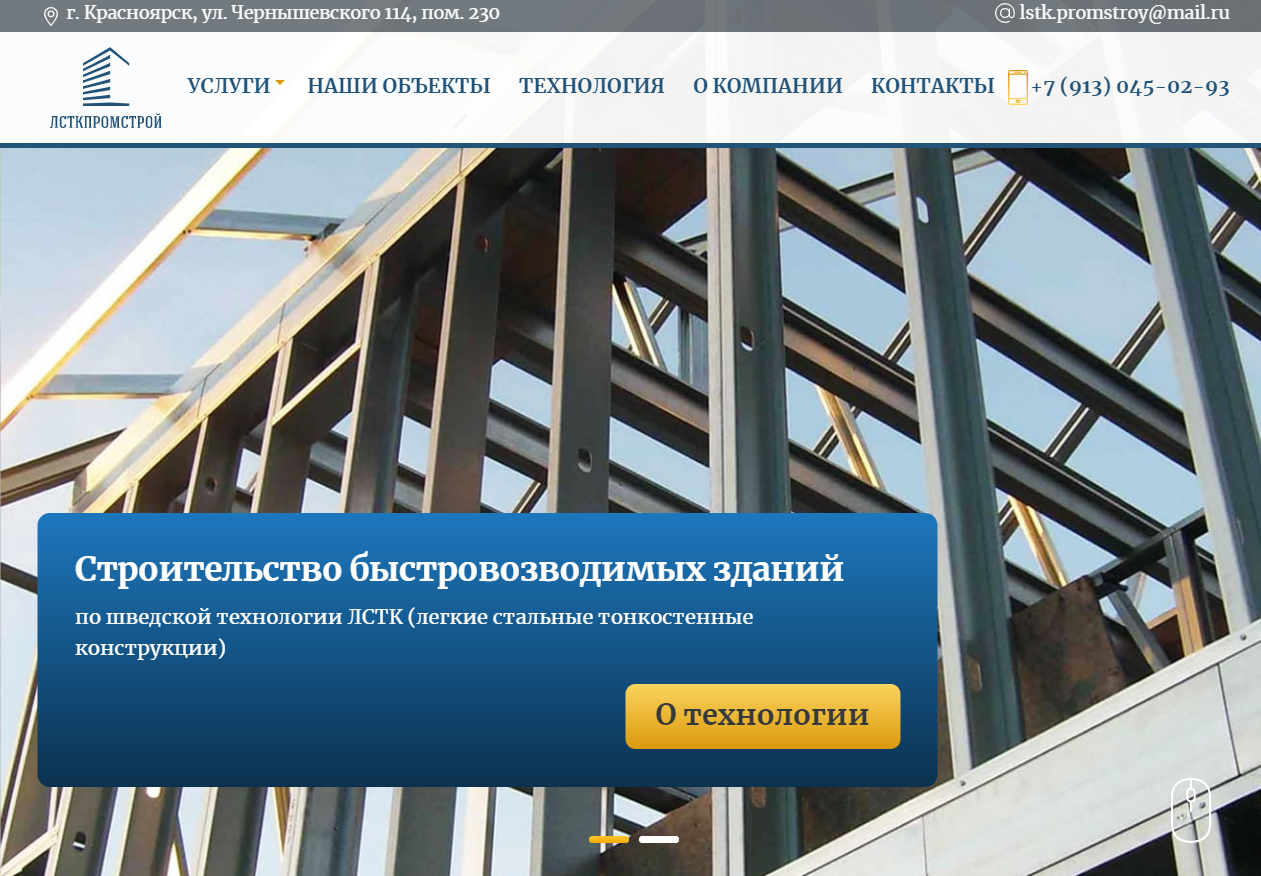 г. Красноярск, ул. Чернышевского 114, пом. 230
lstk.promstroy@mail.ru
ЛСТКПРОМСТРОЙ
УСЛУГИ
НАШИ ОБЪЕКТЫ
ТЕХНОЛОГИЯ
О КОМПАНИИ
КОНТАКТЫ
+7 (913) 045-02-93
Строительство быстровозводимых зданий
по шведской технологии ЛСТК (легкие стальные тонкостенные
конструкции)
О технологии